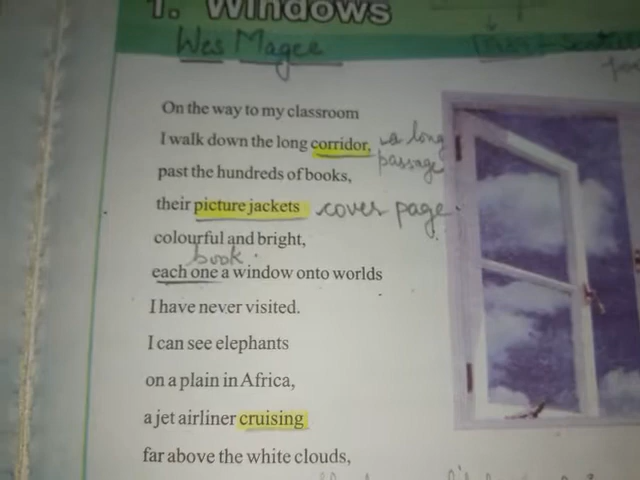 1. Windows
Wes Magee
On the way to my classroom
I walk down the long corridor, a long
passage
past the hundreds of books,
their picture jackets cover page.
colourful and bright,
book.
each one a window onto worlds
I have never visited.
I can see elephants
on a plain in Africa,
a jet airliner cruising
far above the white clouds,